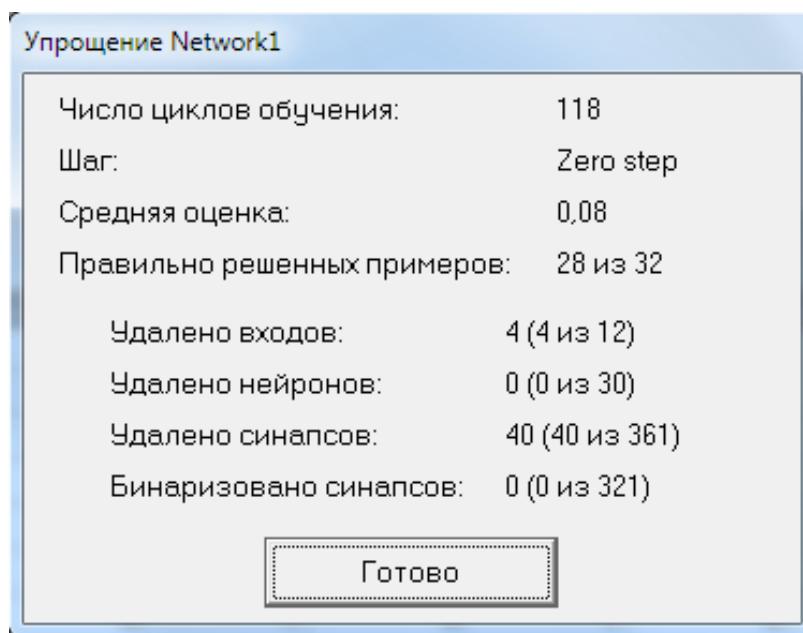 Упрощение Network1
Число циклов обучения: 118
Шаг: Zero step
Средняя оценка: 0,08
Правильно решенных примеров: 28 из 32
Удалено входов: 4 (4 из 12)
Удалено нейронов: 0 (0 из 30)
Удалено синапсов: 40 (40 из 361)
Бинаризовано синапсов: 0 (0 из 321)
Готово